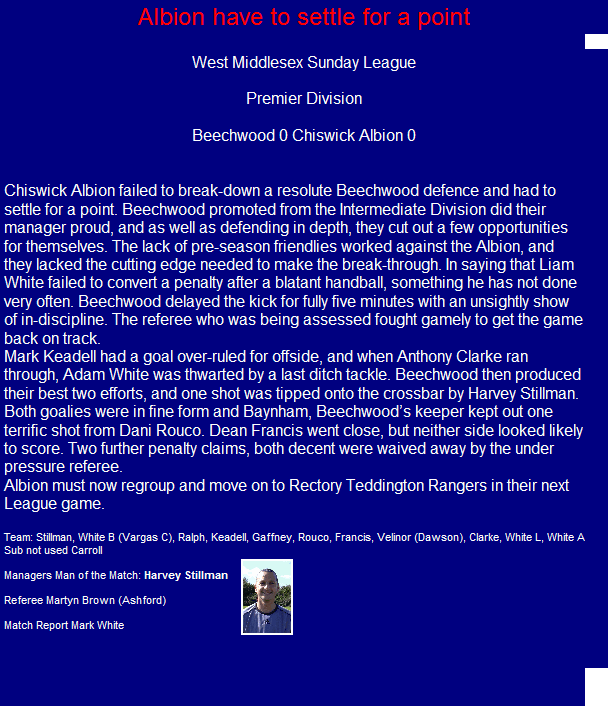 Albion have to settle for a point
West Middlesex Sunday League
Premier Division
Beechwood 0 Chiswick Albion 0
Chiswick Albion failed to break-down a resolute Beechwood defence and had to
settle for a point. Beechwood promoted from the Intermediate Division did their
manager proud, and as well as defending in depth, they cut out a few opportunities
for themselves. The lack of pre-season friendlies worked against the Albion, and
they lacked the cutting edge needed to make the break-through. In saying that Liam
White failed to convert a penalty after a blatant handball, something he has not done
very often. Beechwood delayed the kick for fully five minutes with an unsightly show
of in-discipline. The referee who was being assessed fought gamely to get the game
back on track.
Mark Keadell had a goal over-ruled for offside, and when Anthony Clarke ran
through, Adam White was thwarted by a last ditch tackle. Beechwood then produced
their best two efforts, and one shot was tipped onto the crossbar by Harvey Stillman.
Both goalies were in fine form and Baynham, Beechwood's keeper kept out one
terrific shot from Dani Rouco. Dean Francis went close, but neither side looked likely
to score. Two further penalty claims, both decent were waived away by the under
pressure referee.
Albion must now regroup and move on to Rectory Teddington Rangers in their next
League game.
Team: Stillman, White B (Vargas C), Ralph, Keadell, Gaffney, Rouco, Francis, Velinor (Dawson), Clarke, White L, White A
Sub not used Carroll
Managers Man of the Match: Harvey Stillman
Referee Martyn Brown (Ashford)
Match Report Mark White